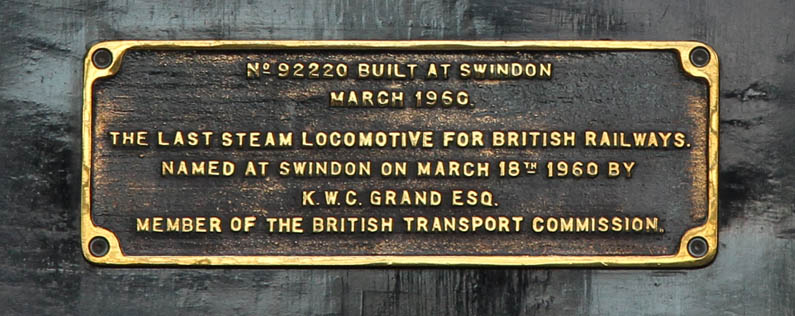 Nº 92220 BUILT AT SWINDON
MARCH 1960.
THE LAST STEAM LOCOMOTIVE FOR BRITISH RAILWAYS.
NAMED AT SWINDON ON MARCH 18TH 1960 BY
K.W.C. GRAND ESQ.
MEMBER OF THE BRITISH TRANSPORT COMMISSION.